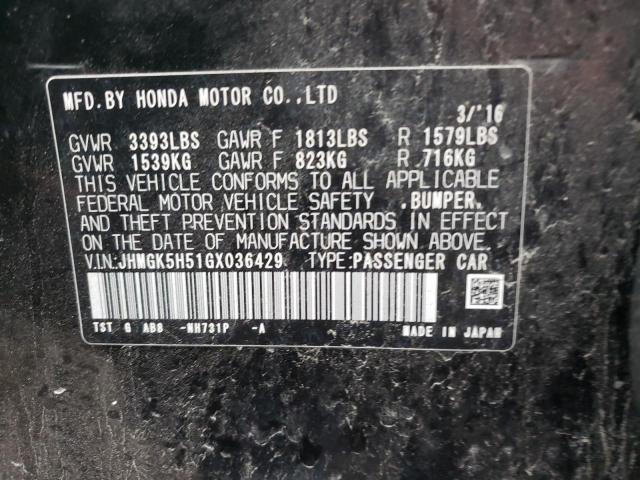 MFD.BY HONDA MOTOR CO.,LTD
3/'16
GVWR 3393LBS GAWR F 1813LBS R 1579LBS
GVWR 1539KG GAWR F 823KG R 716KG
THIS VEHICLE CONFORMS TO ALL APPLICABLE
FEDERAL MOTOR VEHICLE SAFETY ,BUMPER,
AND THEFT PREVENTION STANDARDS IN EFFECT
ON THE DATE OF MANUFACTURE SHOWN ABOVE.
V.I.N:JHMGK5H51GX036429 TYPE:PASSENGER CAR
TST G AB8 -NH731P -A MADE IN JAPAN